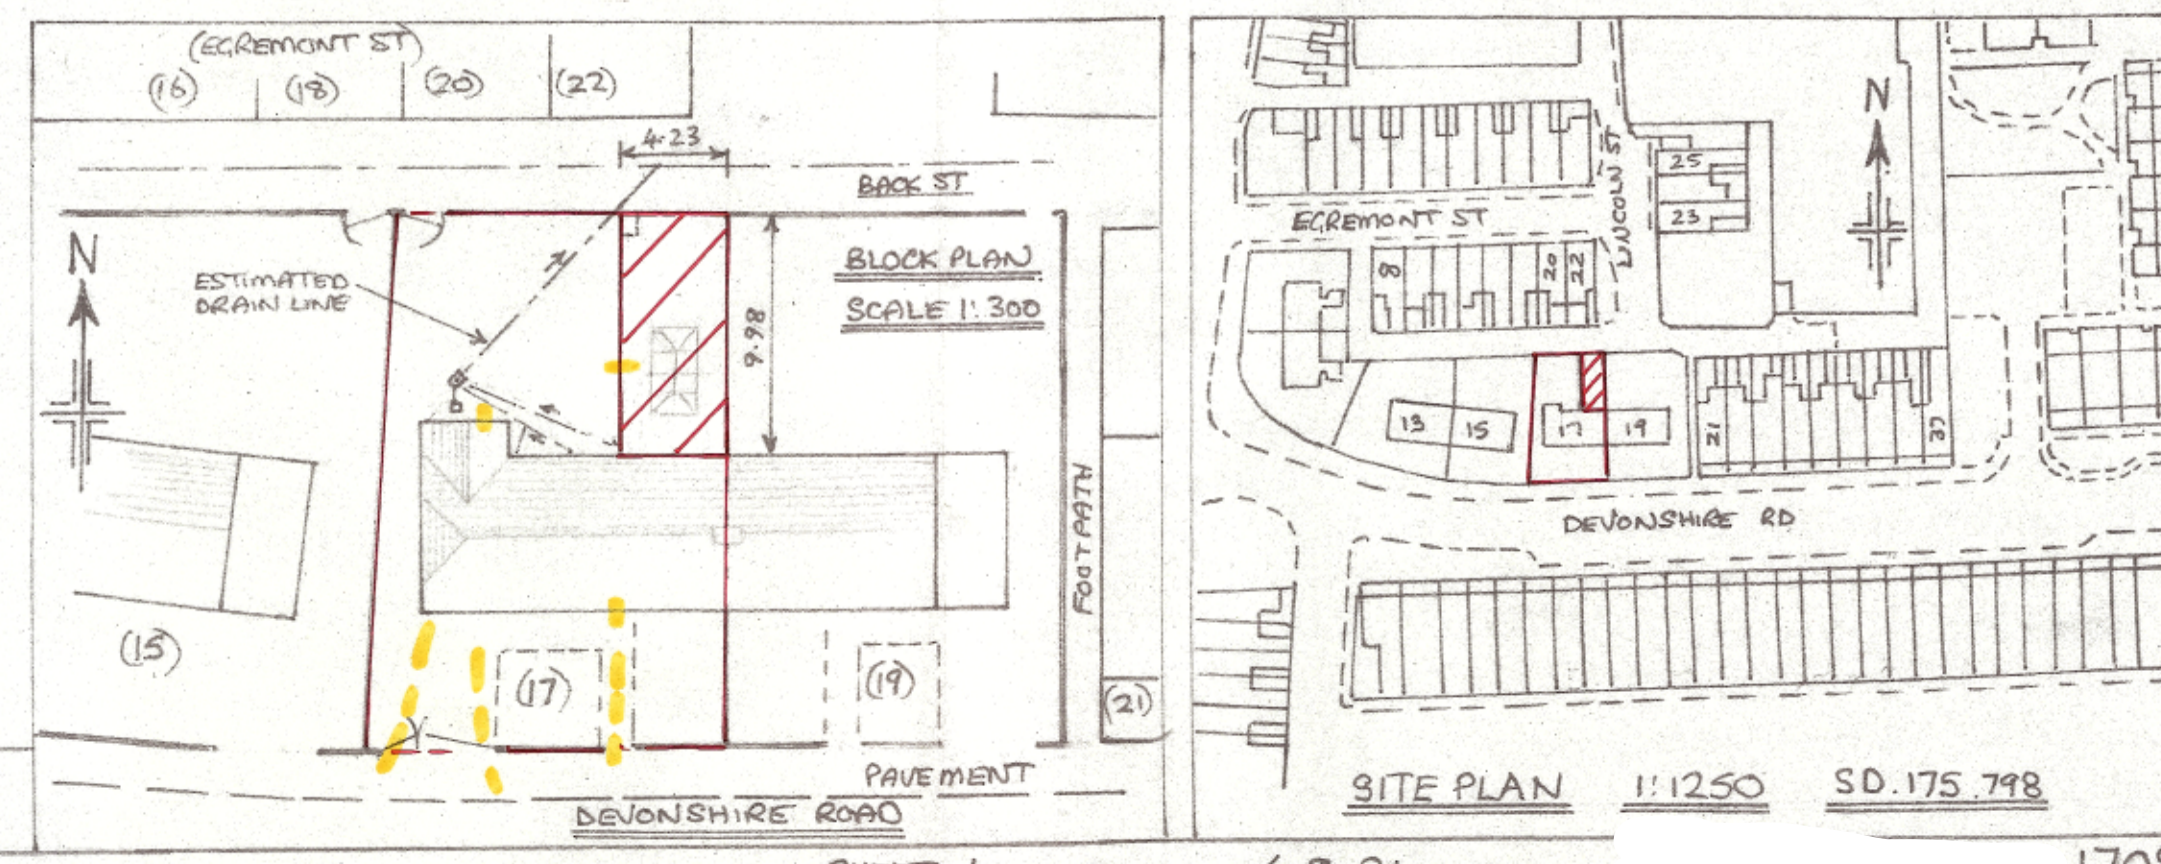 (EGREMONT ST)
(16) (18) (20) (22)
4·23
BACK ST
N
ESTIMATED
DRAIN LINE
BLOCK PLAN
SCALE 1:300
9·98
FOOTPATH
(15)
(17)
(19)
(21)
PAVEMENT
DEVONSHIRE ROAD
N
LINCOLN ST
25
23
EGREMONT ST
8
20
22
13
15
17
19
21
DEVONSHIRE RD
SITE PLAN 1:1250 SD.175.798